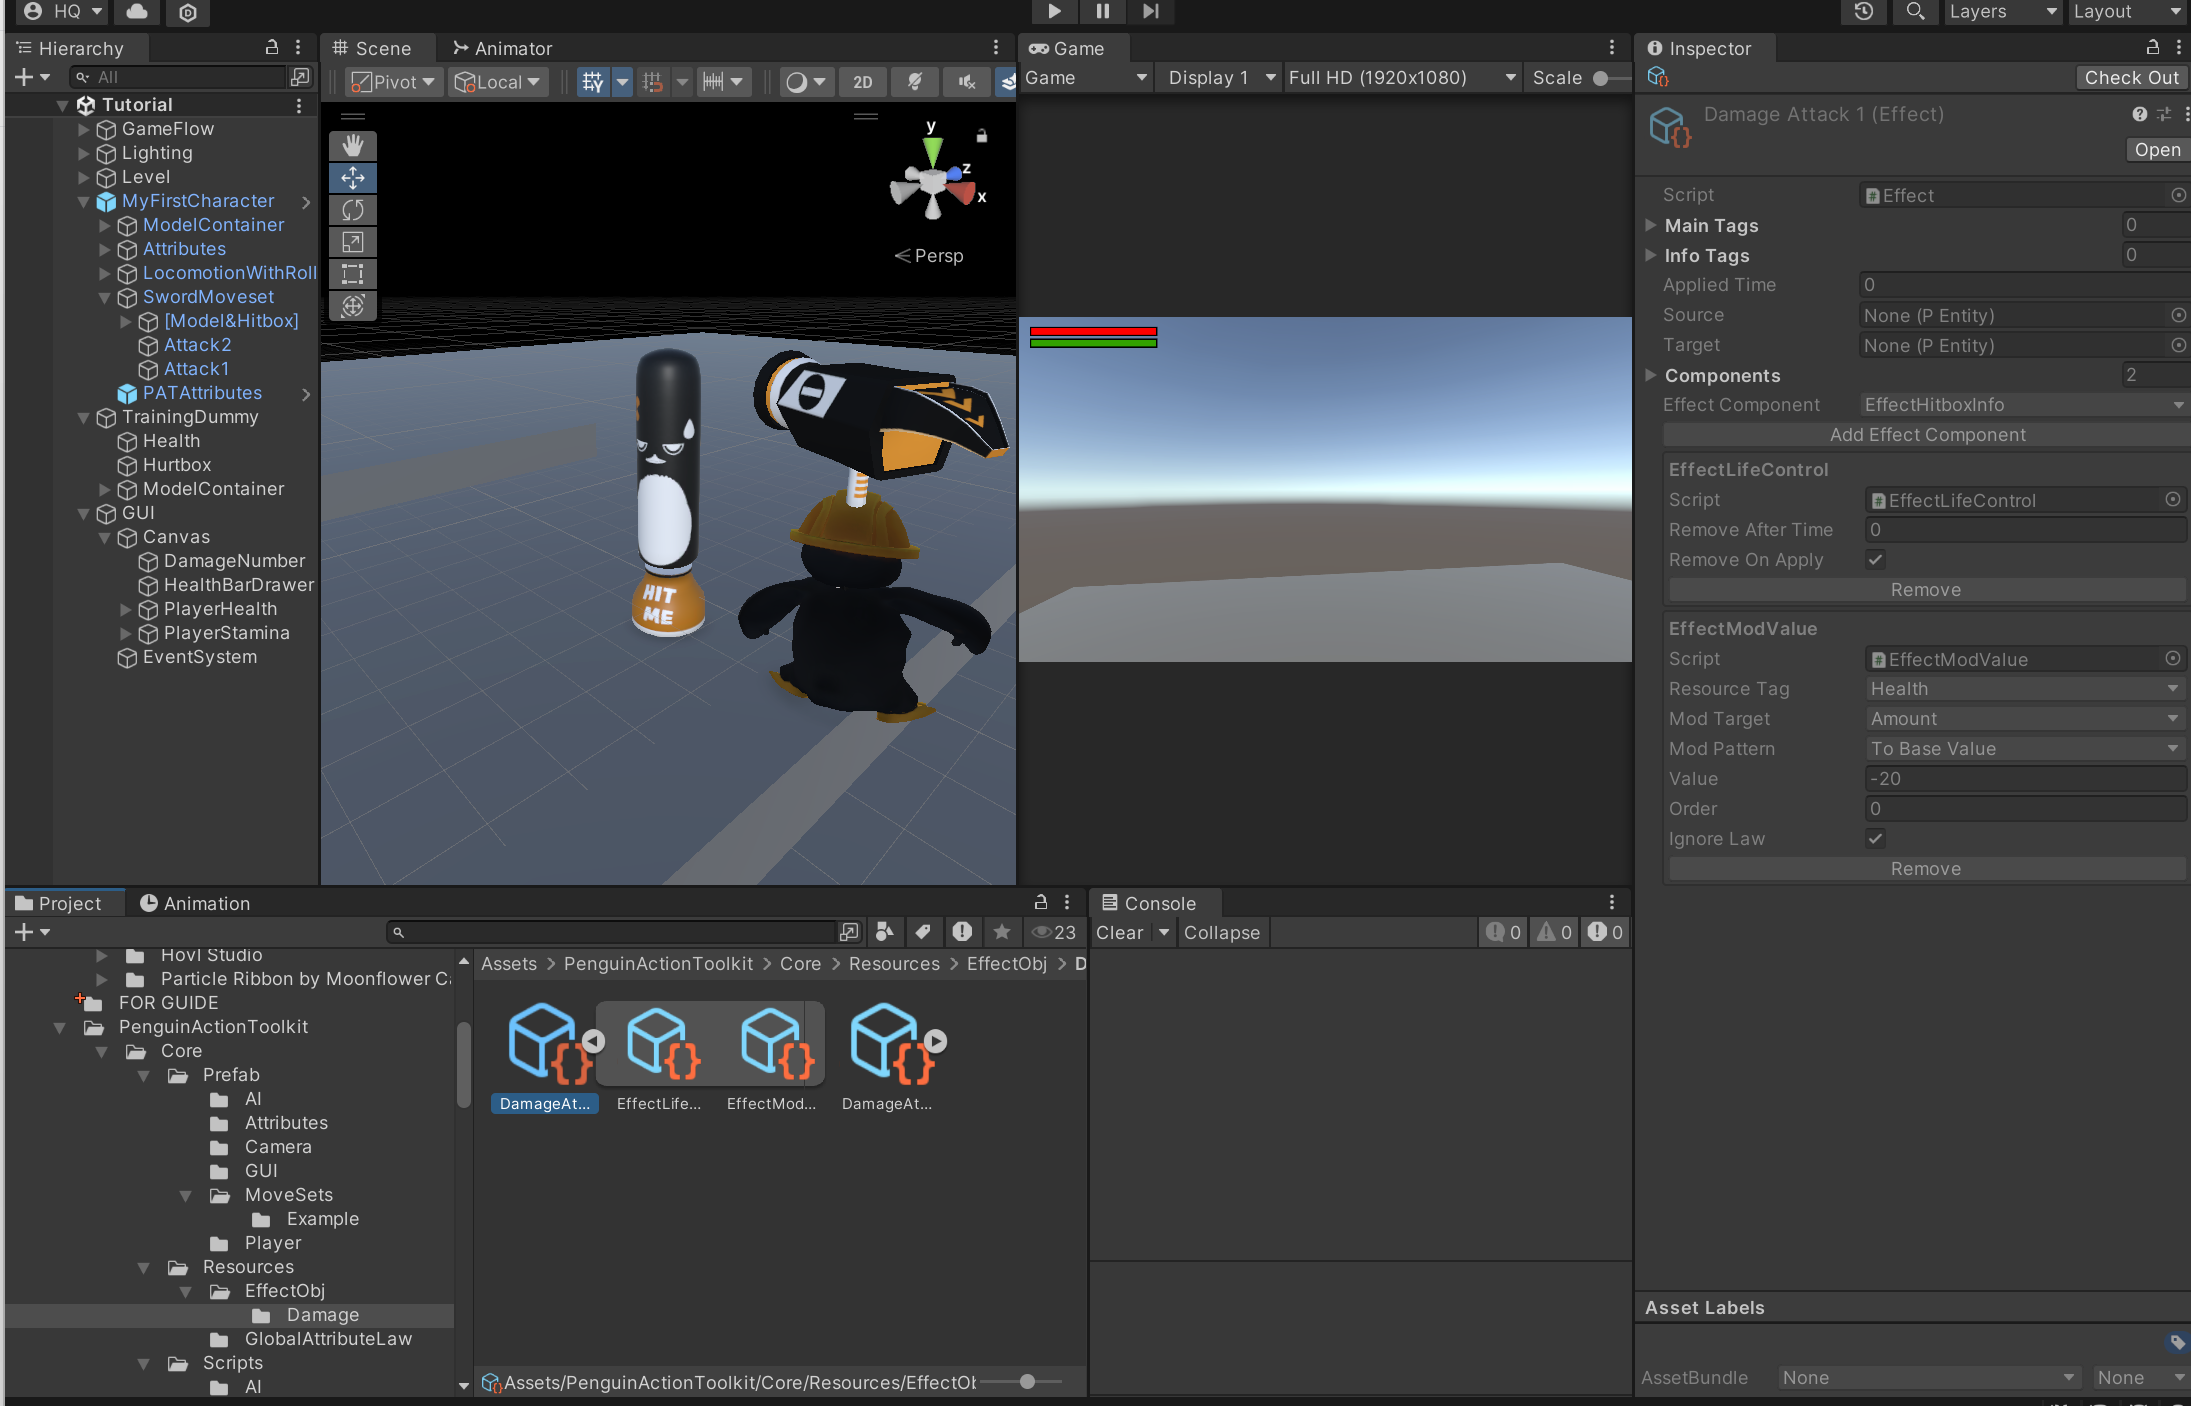 HQ
Layers
Layout
Hierarchy
All
Tutorial
GameFlow
Lighting
Level
MyFirstCharacter
ModelContainer
Attributes
LocomotionWithRoll
SwordMoveset
[Model&Hitbox]
Attack2
Attack1
PATAttributes
TrainingDummy
Health
Hurtbox
ModelContainer
GUI
Canvas
DamageNumber
HealthBarDrawer
PlayerHealth
PlayerStamina
EventSystem
Scene
Animator
Pivot
Local
2D
y
z
x
Persp
HIT
ME
Game
Game
Display 1
Full HD (1920x1080)
Scale
Inspector
Check Out
Damage Attack 1 (Effect)
Open
Script
Effect
Main Tags
0
Info Tags
0
Applied Time
0
Source
None (P Entity)
Target
None (P Entity)
Components
2
Effect Component
EffectHitboxInfo
Add Effect Component
EffectLifeControl
Script
EffectLifeControl
Remove After Time
0
Remove On Apply
Remove
EffectModValue
Script
EffectModValue
Resource Tag
Health
Mod Target
Amount
Mod Pattern
To Base Value
Value
-20
Order
0
Ignore Law
Remove
Asset Labels
AssetBundle
None
None
Project
Animation
23
Hovl Studio
Particle Ribbon by Moonflower Ca
FOR GUIDE
PenguinActionToolkit
Core
Prefab
AI
Attributes
Camera
GUI
MoveSets
Example
Player
Resources
EffectObj
Damage
GlobalAttributeLaw
Scripts
AI
Assets > PenguinActionToolkit > Core > Resources > EffectObj > D
DamageAt...
EffectLife...
EffectMod...
DamageAt...
Assets/PenguinActionToolkit/Core/Resources/EffectOb
Console
Clear
Collapse
0
0
0